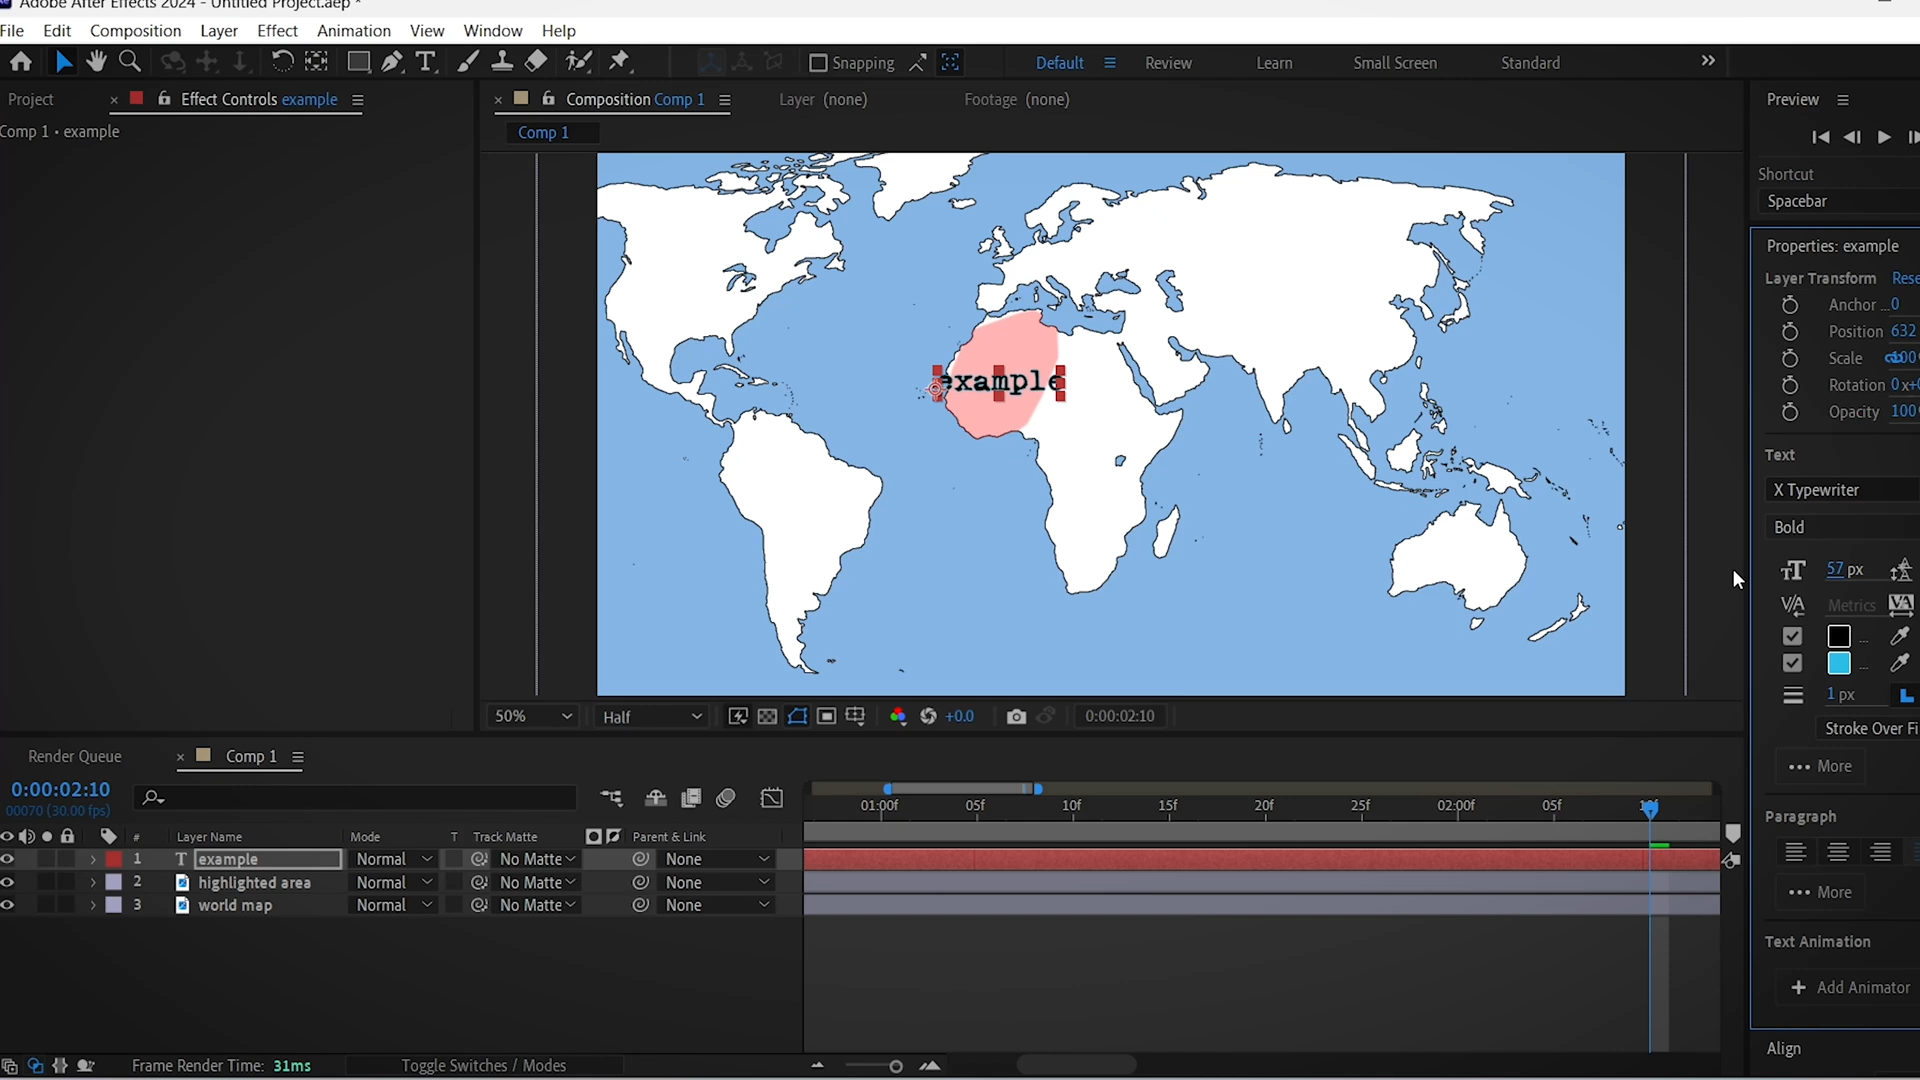 Adobe After Effects 2024 - Untitled Project.aep *
File Edit Composition Layer Effect Animation View Window Help
Snapping Default Review Learn Small Screen Standard
Project Effect Controls example
Composition Comp 1 Layer (none) Footage (none)
Preview
Comp 1 • example
Comp 1
Shortcut
Spacebar
Properties: example
Layer Transform
Anchor ... 0
Position 632
Scale 100
Rotation 0x+0
Opacity 100
example
Text
X Typewriter
Bold
57 px
Metrics
1 px
Stroke Over Fi
... More
50% Half +0.0 0:00:02:10
Paragraph
... More
Text Animation
+ Add Animator
Align
Render Queue Comp 1
0:00:02:10
00070 (30.00 fps)
01:00f 05f 10f 15f 20f 25f 02:00f 05f
# Layer Name Mode T Track Matte Parent & Link
1 T example Normal No Matte None
2 highlighted area Normal No Matte None
3 world map Normal No Matte None
Frame Render Time: 31ms Toggle Switches / Modes